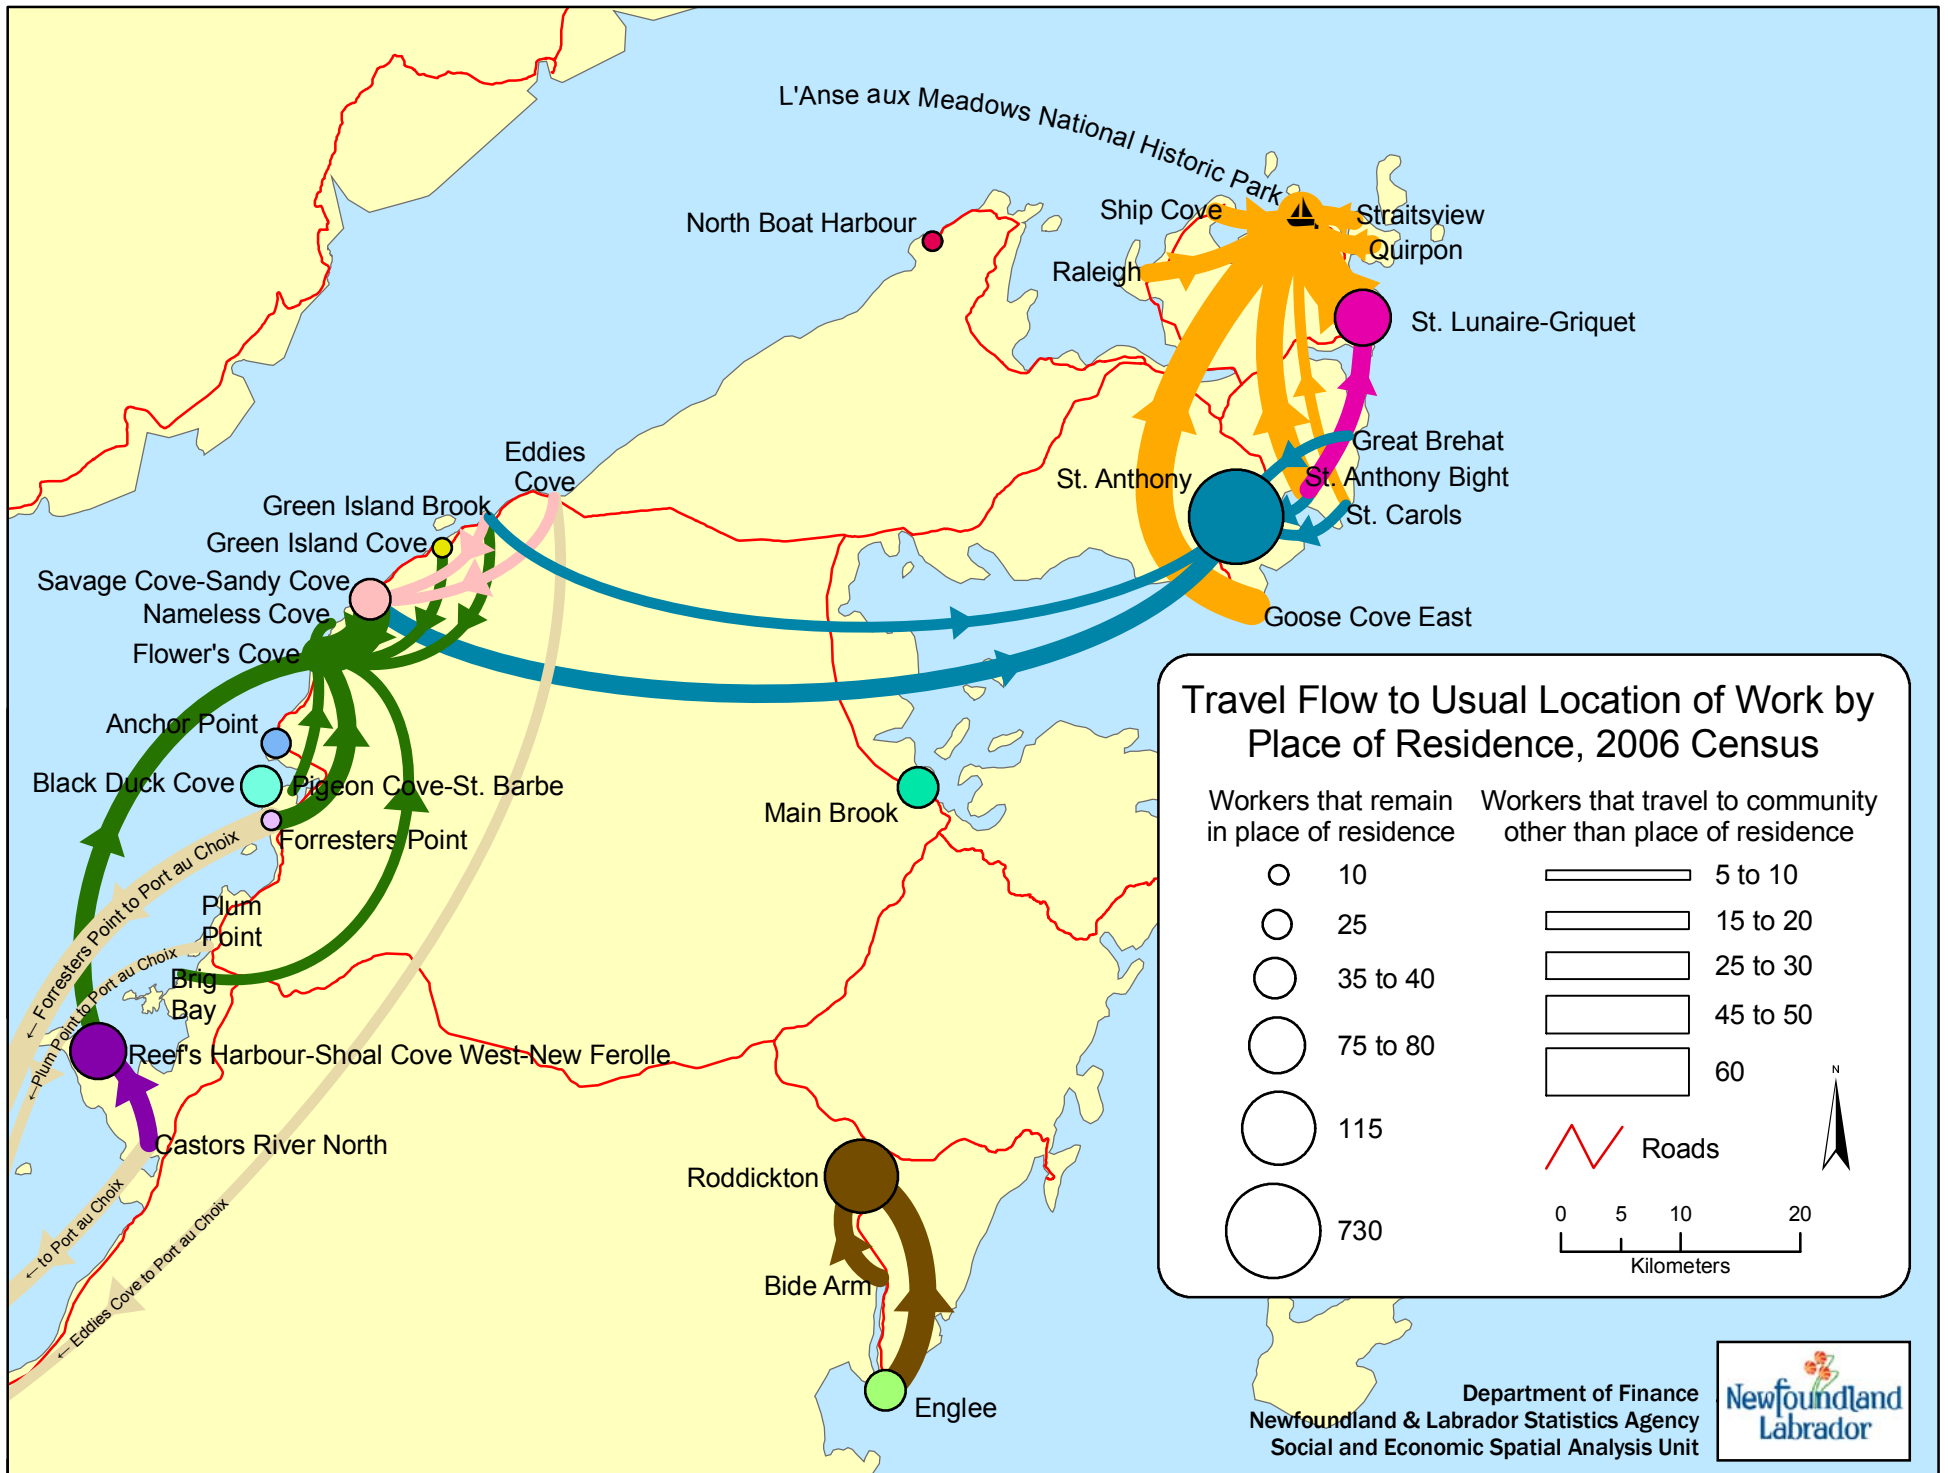 L'Anse aux Meadows National Historic Park
North Boat Harbour
Ship Cove
Straitsview
Quirpon
Raleigh
St. Lunaire-Griquet
Great Brehat
St. Anthony
St. Anthony Bight
St. Carols
Goose Cove East
Eddies
Cove
Green Island Brook
Green Island Cove
Savage Cove-Sandy Cove
Nameless Cove
Flower's Cove
Anchor Point
Black Duck Cove
Pigeon Cove-St. Barbe
Forresters Point
Main Brook
Plum
Point
Brig
Bay
← Forresters Point to Port au Choix
←Plum Point to Port au Choix
Reef's Harbour-Shoal Cove West-New Ferolle
Castors River North
← to Port au Choix
← Eddies Cove to Port au Choix
Roddickton
Bide Arm
Englee
Travel Flow to Usual Location of Work by
Place of Residence, 2006 Census
Workers that remain
in place of residence
10
25
35 to 40
75 to 80
115
730
Workers that travel to community
other than place of residence
5 to 10
15 to 20
25 to 30
45 to 50
60
Roads
N
0 5 10 20
Kilometers
Department of Finance
Newfoundland & Labrador Statistics Agency
Social and Economic Spatial Analysis Unit
Newfoundland
Labrador